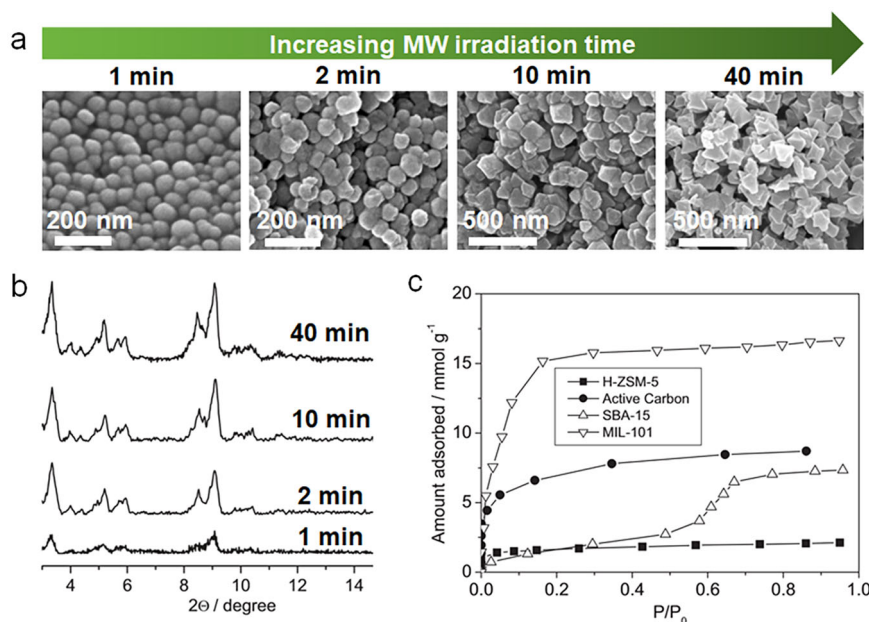 a
Increasing MW irradiation time
1 min
2 min
10 min
40 min
200 nm
200 nm
500 nm
500 nm
b
40 min
10 min
2 min
1 min
4
6
8
10
12
14
2Θ / degree
c
Amount adsorbed / mmol g⁻¹
20
15
10
5
0
H-ZSM-5
Active Carbon
SBA-15
MIL-101
0.0
0.2
0.4
0.6
0.8
1.0
P/P₀